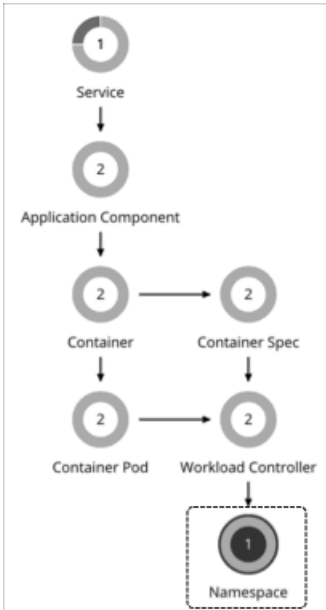 1
Service
2
Application Component
2 2
Container Container Spec
2 2
Container Pod Workload Controller
1
Namespace